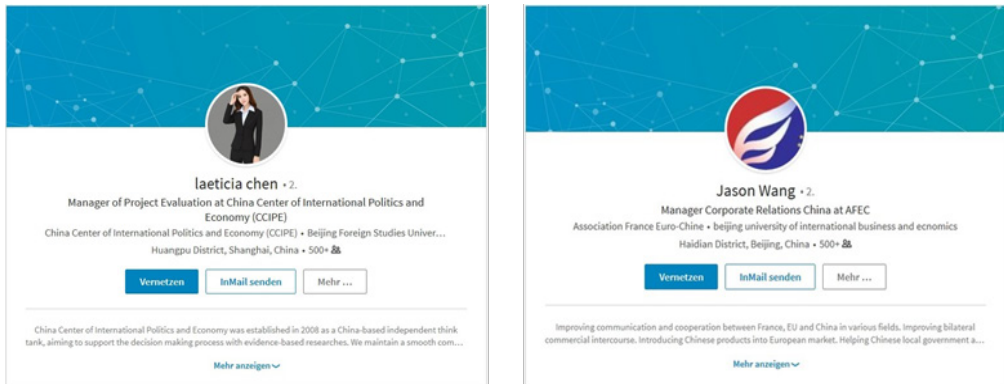 laeticia chen • 2.
Manager of Project Evaluation at China Center of International Politics and
Economy (CCIPE)
China Center of International Politics and Economy (CCIPE) • Beijing Foreign Studies Univer...
Huangpu District, Shanghai, China • 500+
Vernetzen
InMail senden
Mehr ...
China Center of International Politics and Economy was established in 2008 as a China-based independent think
tank, aiming to support the decision making process with evidence-based researches. We maintain a smooth com...
Mehr anzeigen
Jason Wang • 2.
Manager Corporate Relations China at AFEC
Association France Euro-Chine • beijing university of international business and ecnomics
Haidian District, Beijing, China • 500+
Vernetzen
InMail senden
Mehr ...
Improving communication and cooperation between France, EU and China in various fields. Improving bilateral
commercial intercourse. Introducing Chinese products into European market. Helping Chinese local government a...
Mehr anzeigen